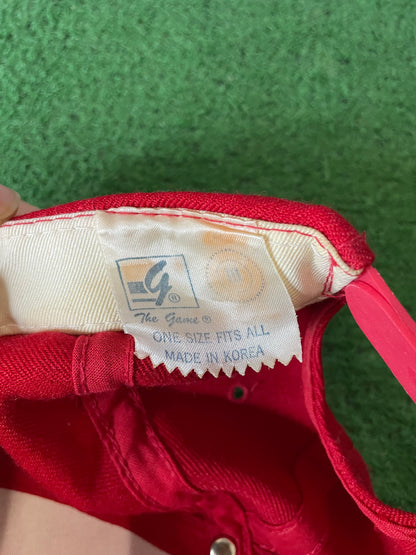 G®
The Game®
ONE SIZE FITS ALL
MADE IN KOREA